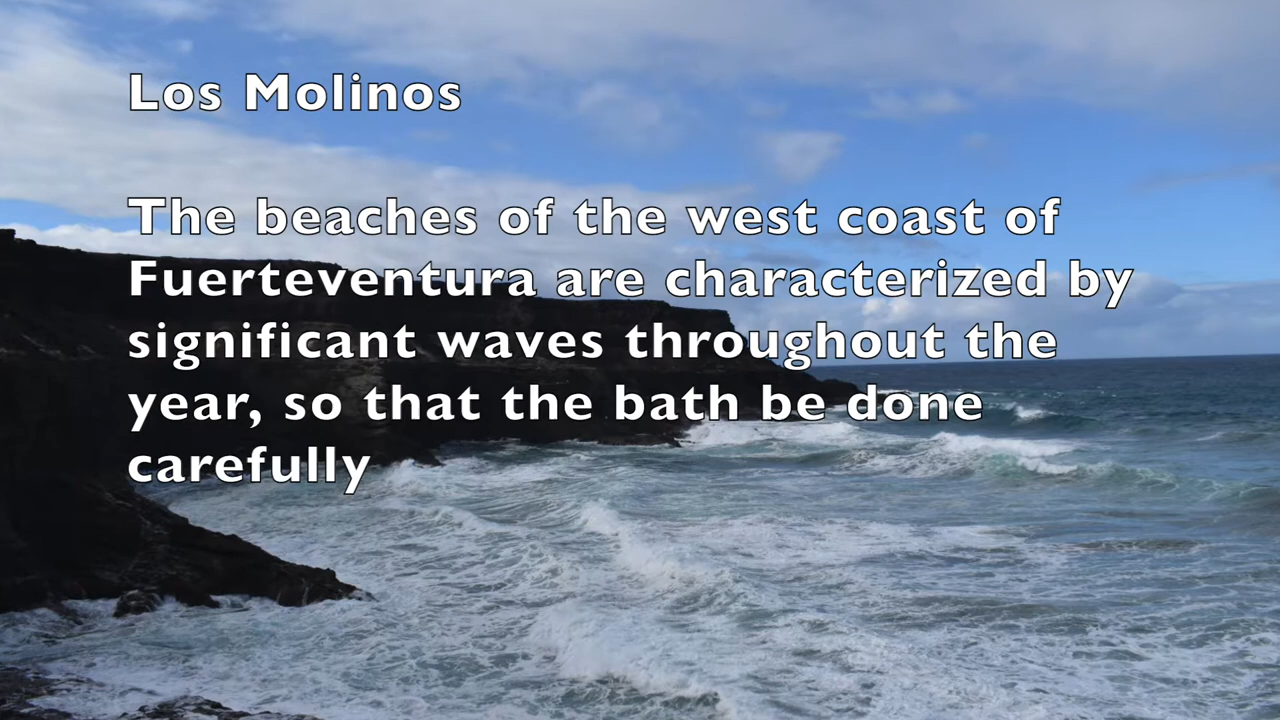 Los Molinos
The beaches of the west coast of
Fuerteventura are characterized by
significant waves throughout the
year, so that the bath be done
carefully